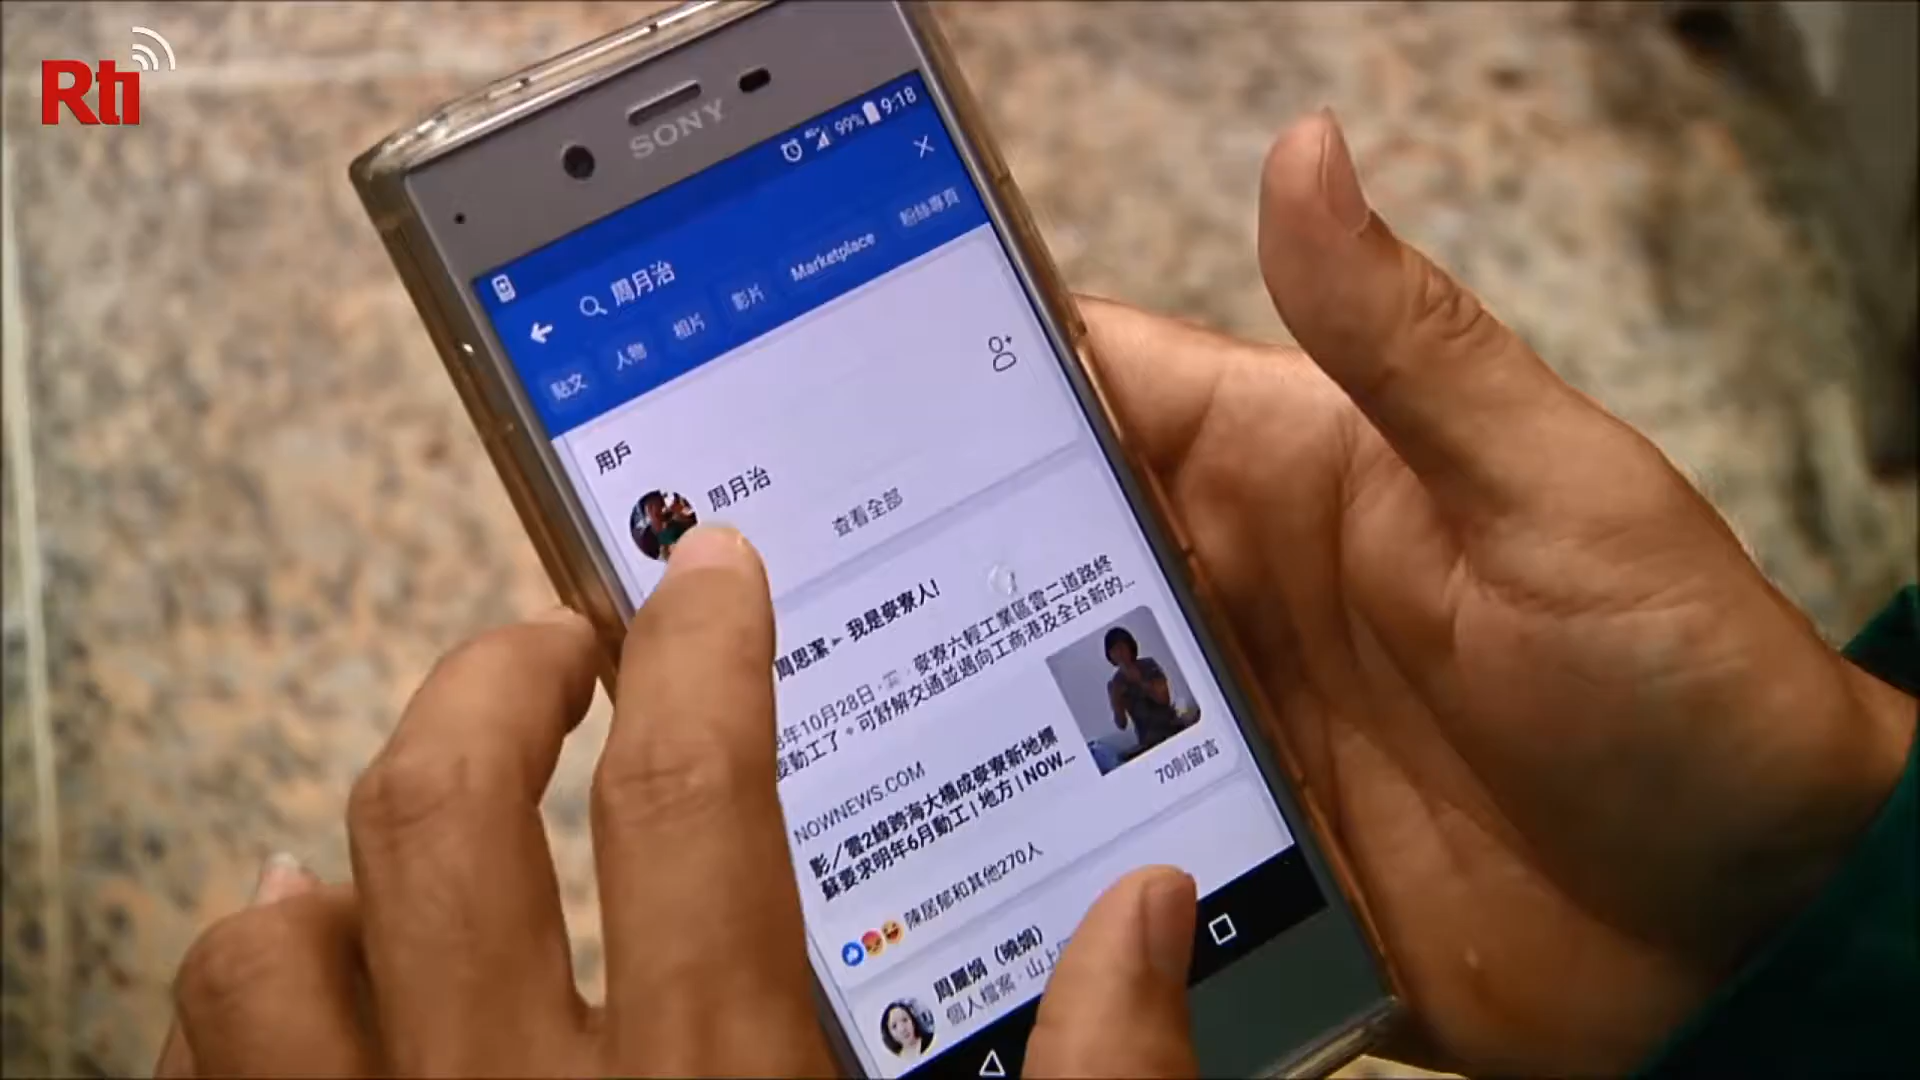 Rti
SONY
99% 9:18
周月治
貼文 人物 相片 影片 Marketplace 粉絲專頁
用戶
周月治
查看全部
周思潔 ▸ 我是麥寮人!
年10月28日 · 麥寮六輕工業區雲二道路終
要動工了。可舒解交通並邁向工商港及全台新的...
NOWNEWS.COM
影／雲2線跨海大橋成麥寮新地標
蘇要求明年6月動工 | 地方 | NOW...
陳居郁和其他270人
70則留言
周麗娟（曉娟）
個人檔案 · 山上